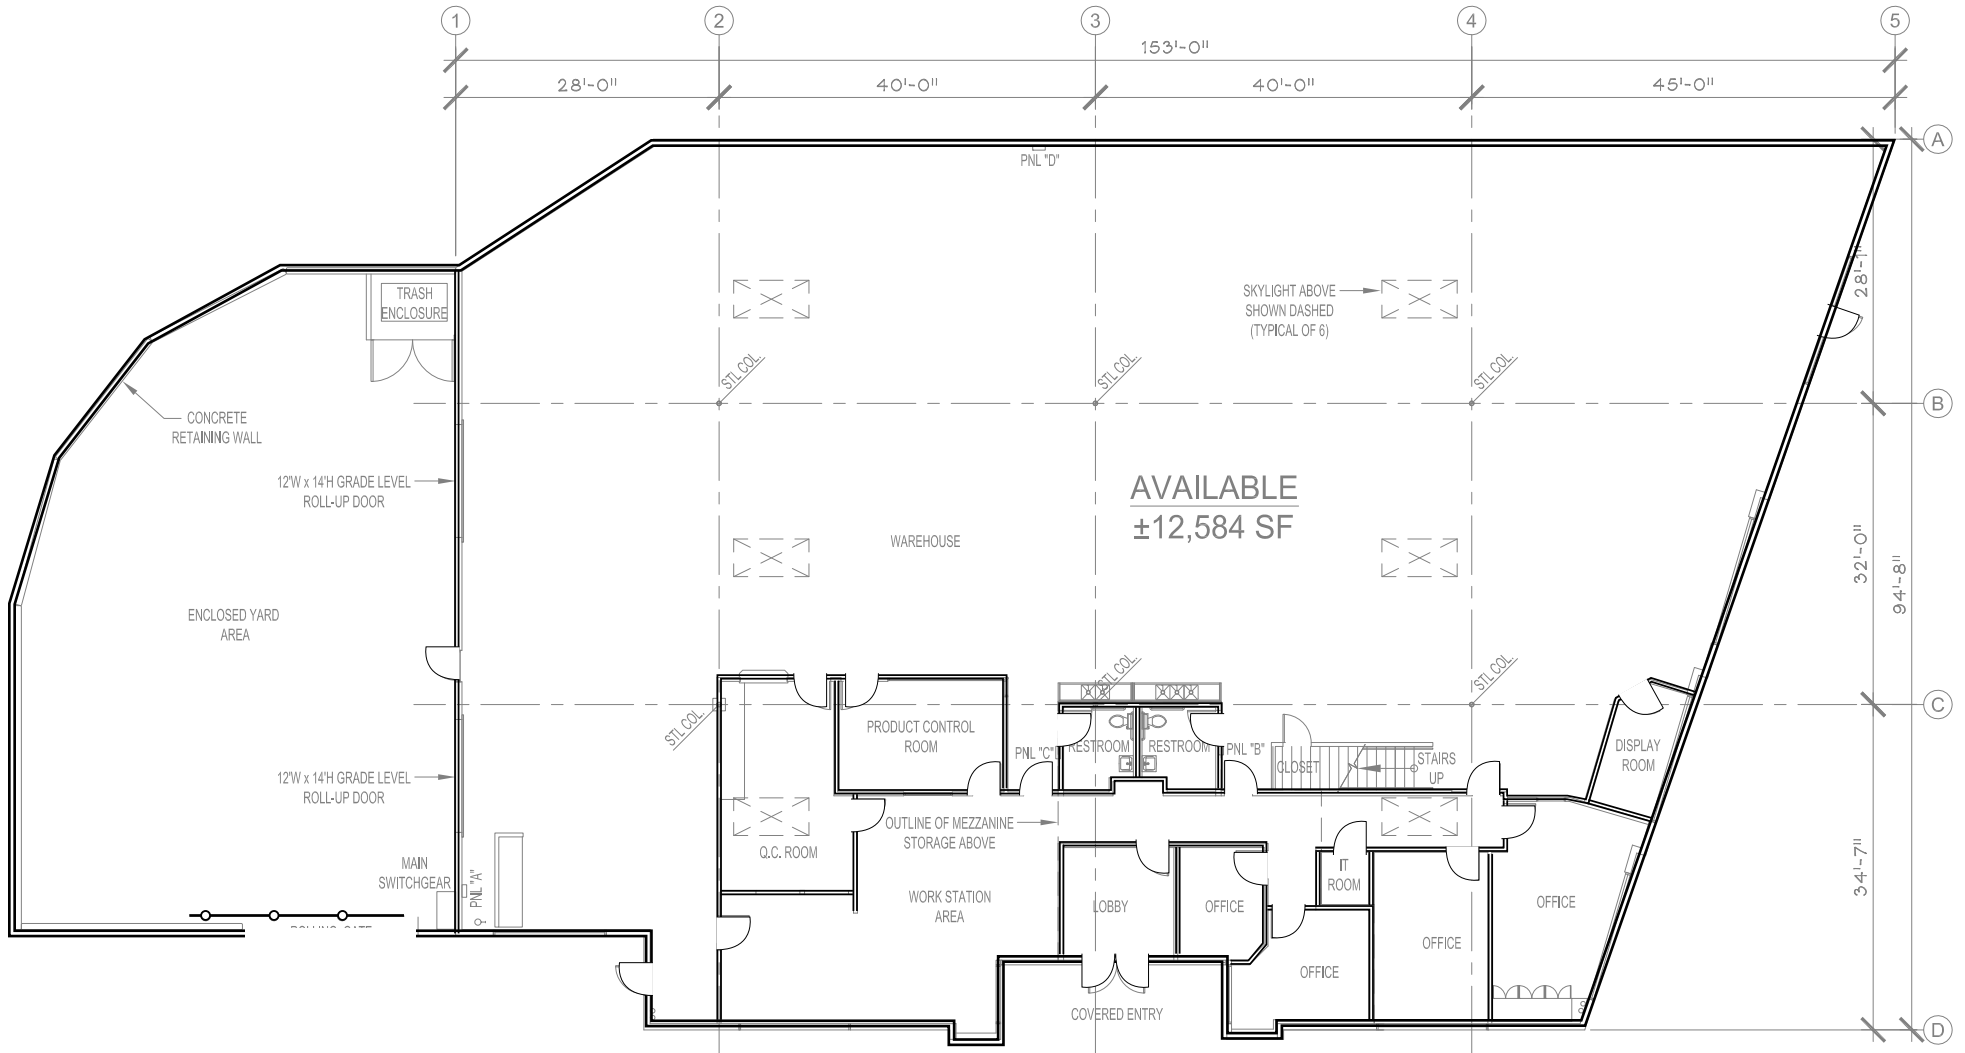 1
2
3
4
5
153'-0"
28'-0"
40'-0"
40'-0"
45'-0"
A
PNL "D"
TRASH
ENCLOSURE
SKYLIGHT ABOVE
SHOWN DASHED
(TYPICAL OF 6)
28'-1"
STL COL.
STL COL.
STL COL.
B
CONCRETE
RETAINING WALL
12'W x 14'H GRADE LEVEL
ROLL-UP DOOR
AVAILABLE
±12,584 SF
WAREHOUSE
32'-0"
94'-8"
ENCLOSED YARD
AREA
STL COL.
STL COL.
STL COL.
C
PRODUCT CONTROL
ROOM
PNL "C"
RESTROOM
RESTROOM
PNL "B"
CLOSET
STAIRS
UP
DISPLAY
ROOM
12'W x 14'H GRADE LEVEL
ROLL-UP DOOR
OUTLINE OF MEZZANINE
STORAGE ABOVE
Q.C. ROOM
MAIN
SWITCHGEAR
PNL "A"
WORK STATION
AREA
LOBBY
OFFICE
IT
ROOM
OFFICE
34'-7"
OFFICE
OFFICE
COVERED ENTRY
D